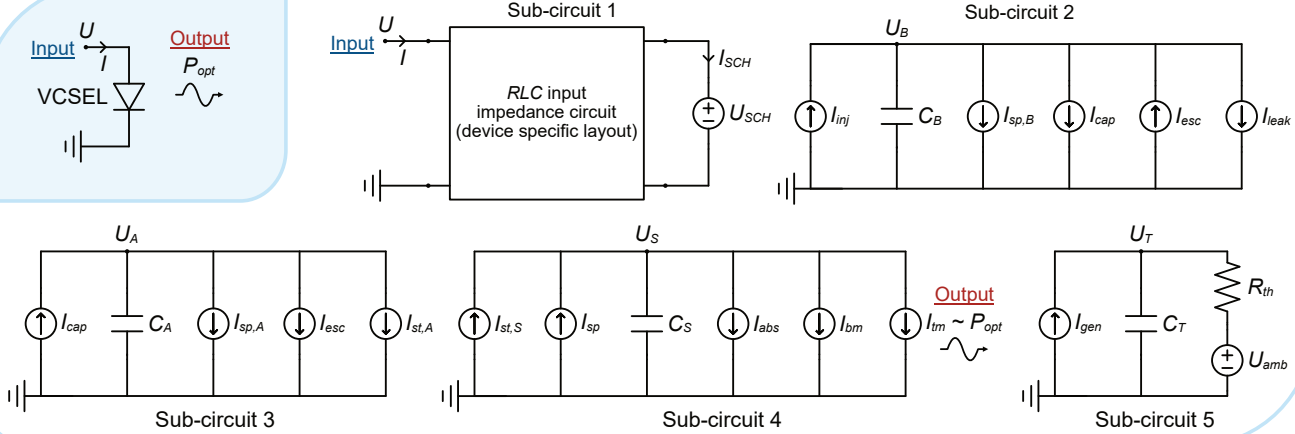 U
Input
Output
I
P_opt
VCSEL
Sub-circuit 1
Input
U
I
RLC input
impedance circuit
(device specific layout)
I_SCH
U_SCH
Sub-circuit 2
U_B
I_inj
C_B
I_sp,B
I_cap
I_esc
I_leak
U_A
I_cap
C_A
I_sp,A
I_esc
I_st,A
Sub-circuit 3
U_S
I_st,S
I_sp
C_S
I_abs
I_bm
Output
I_tm ~ P_opt
Sub-circuit 4
U_T
I_gen
C_T
R_th
U_amb
Sub-circuit 5